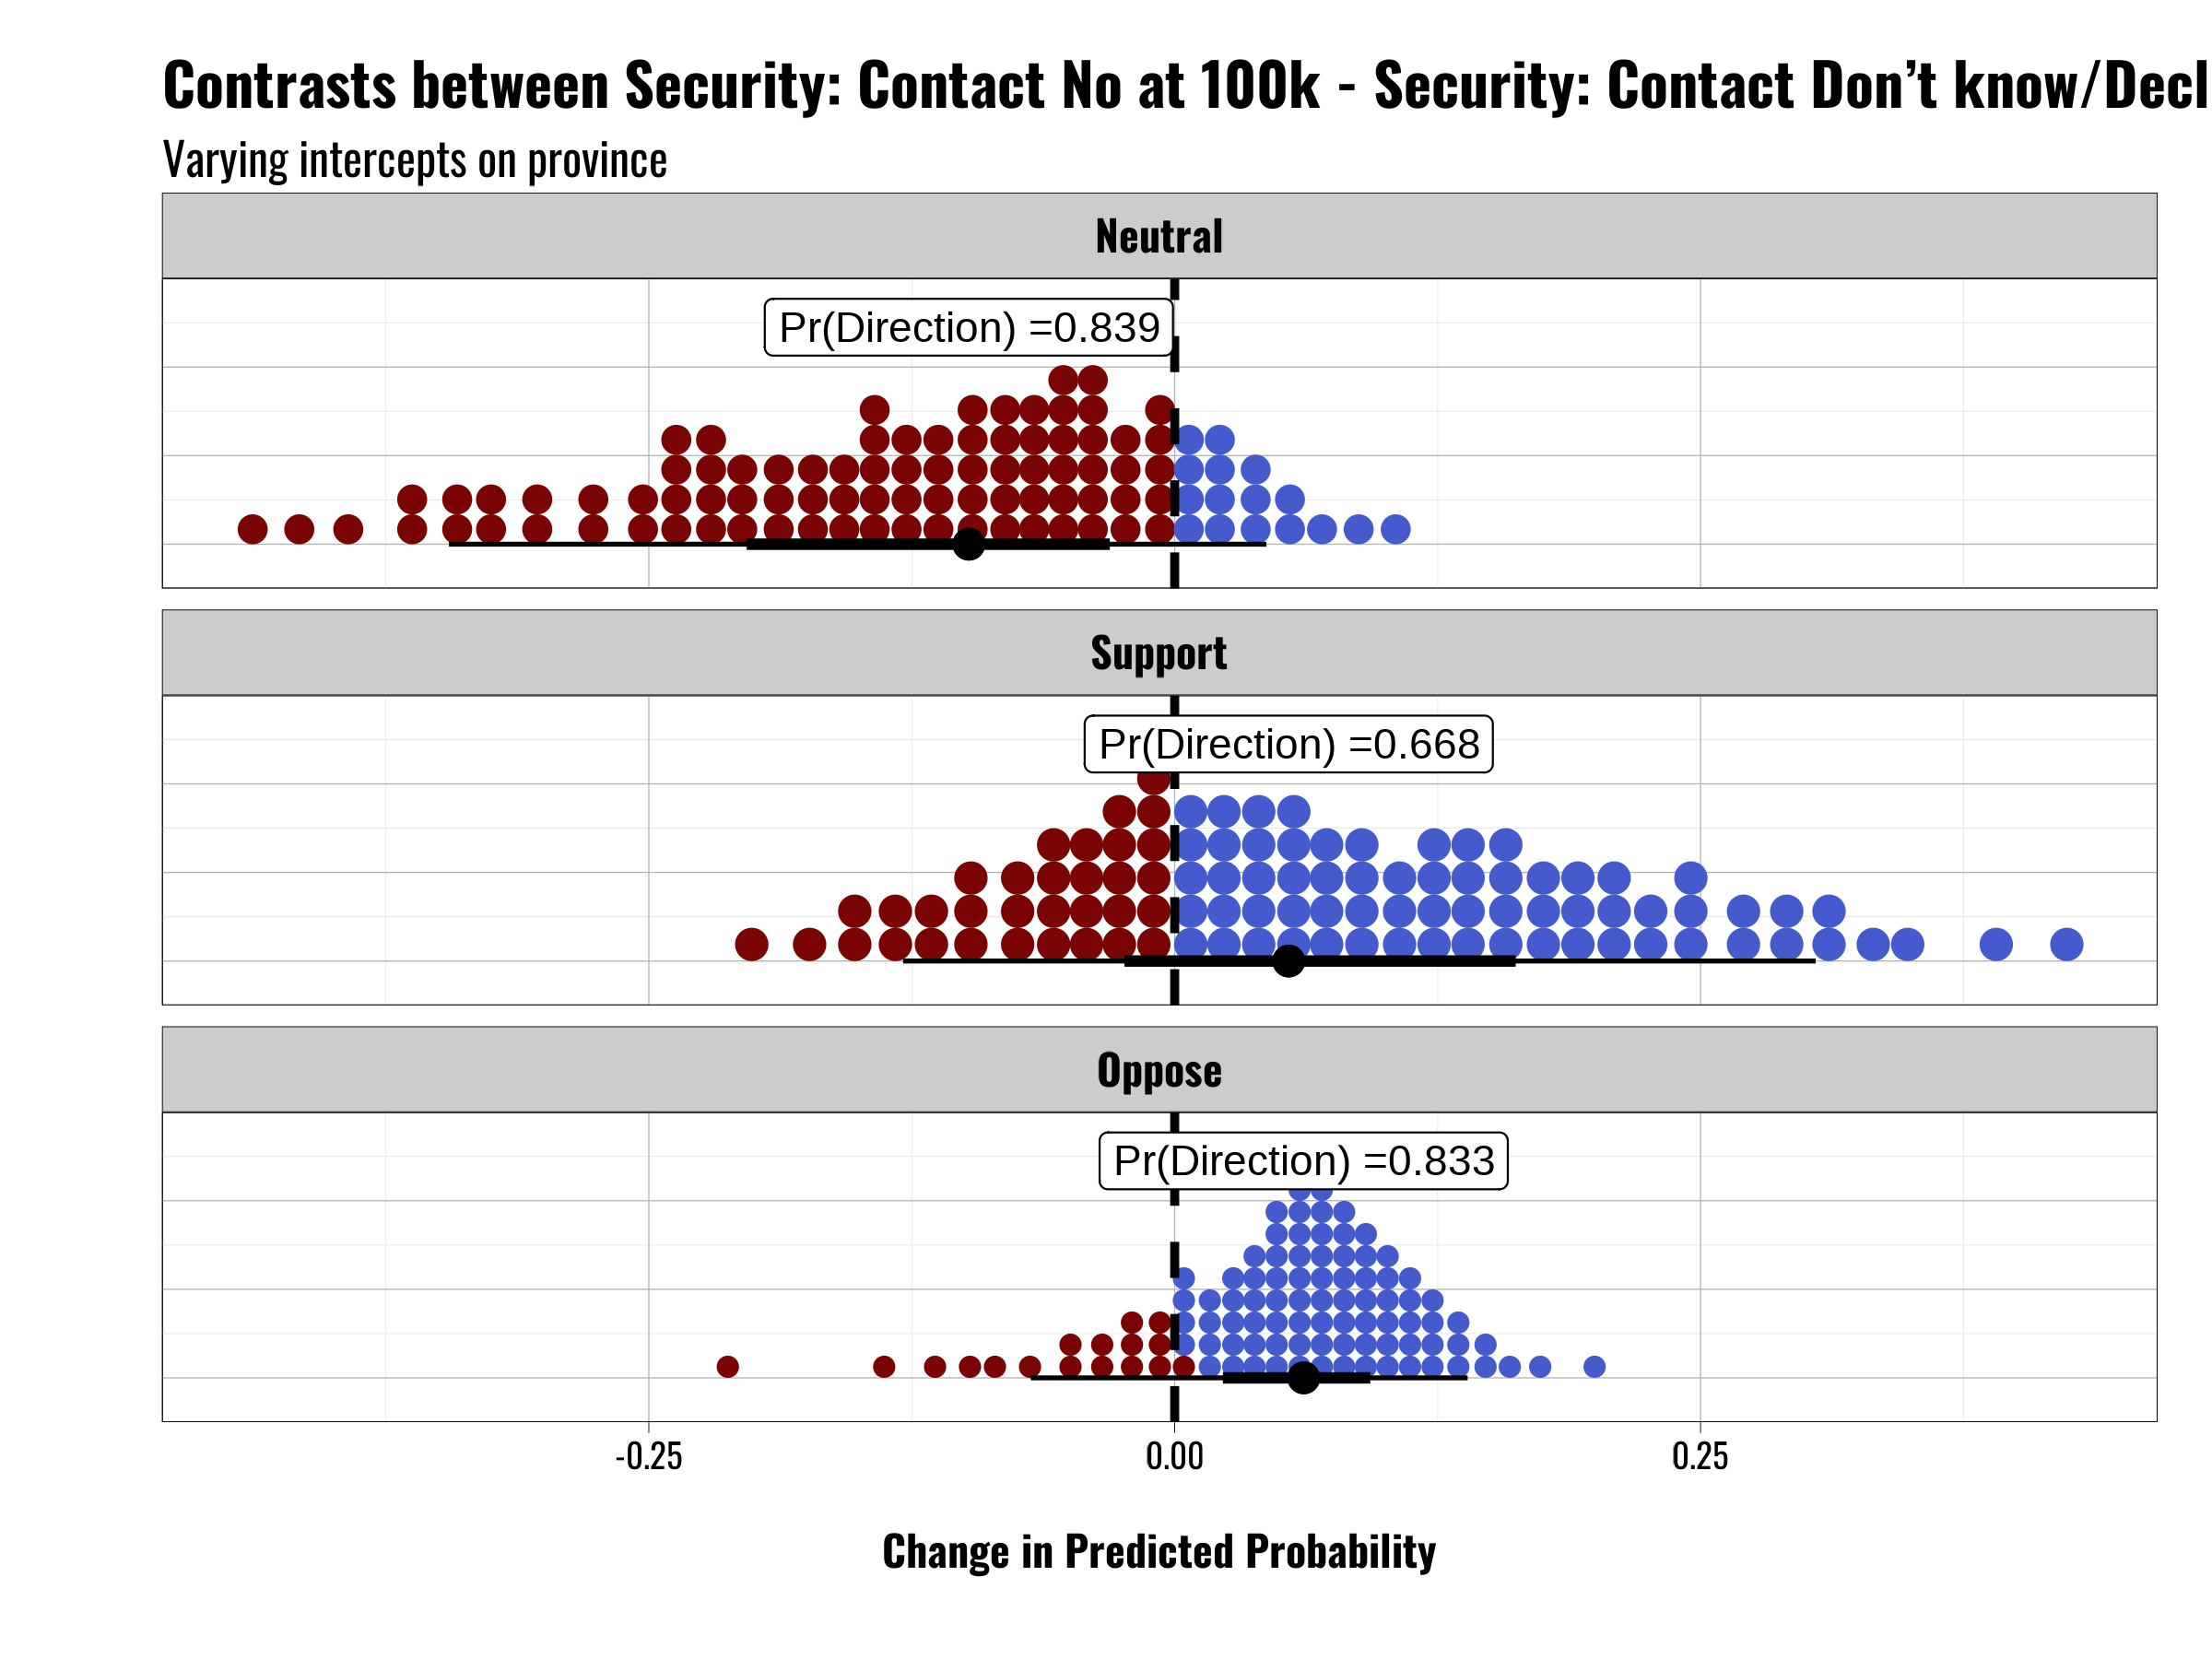 Contrasts between Security: Contact No at 100k - Security: Contact Don’t know/Decl
Varying intercepts on province
Neutral
Pr(Direction) =0.839
Support
Pr(Direction) =0.668
Oppose
Pr(Direction) =0.833
-0.25 0.00 0.25
Change in Predicted Probability